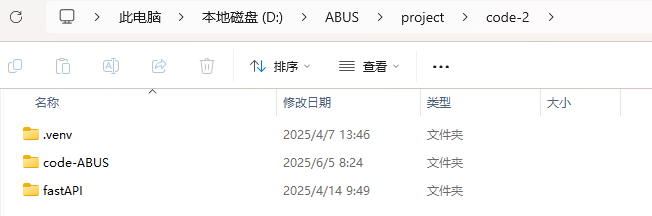 此电脑 > 本地磁盘 (D:) > ABUS > project > code-2 >
排序 查看 ...
名称 修改日期 类型 大小
.venv 2025/4/7 13:46 文件夹
code-ABUS 2025/6/5 8:24 文件夹
fastAPI 2025/4/14 9:49 文件夹